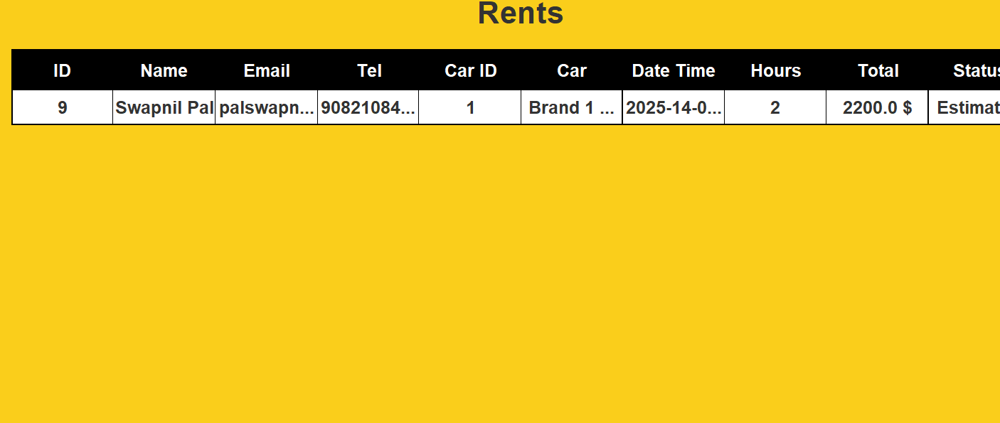 Rents
ID Name Email Tel Car ID Car Date Time Hours Total Status
9 Swapnil Pal palswapn... 90821084... 1 Brand 1 ... 2025-14-0... 2 2200.0 $ Estimat